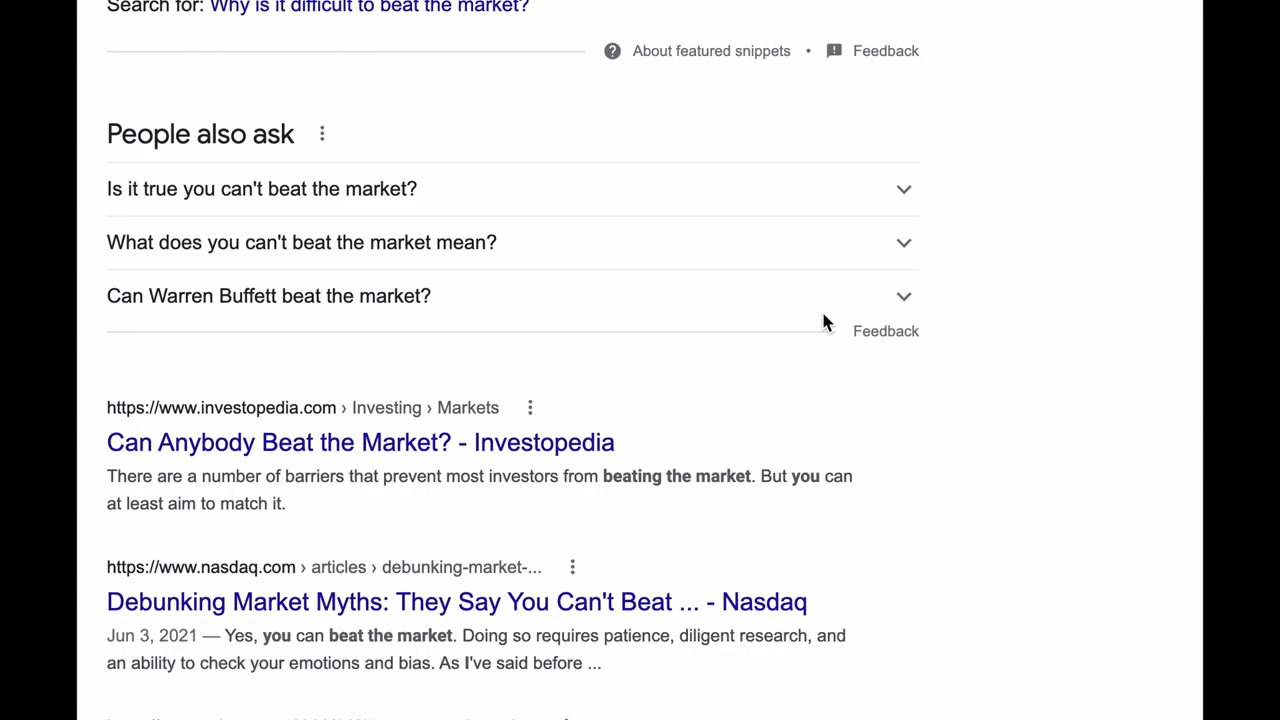 Search for: Why is it difficult to beat the market?
About featured snippets • Feedback
People also ask
Is it true you can't beat the market?
What does you can't beat the market mean?
Can Warren Buffett beat the market?
Feedback
https://www.investopedia.com › Investing › Markets
Can Anybody Beat the Market? - Investopedia
There are a number of barriers that prevent most investors from beating the market. But you can
at least aim to match it.
https://www.nasdaq.com › articles › debunking-market-...
Debunking Market Myths: They Say You Can't Beat ... - Nasdaq
Jun 3, 2021 — Yes, you can beat the market. Doing so requires patience, diligent research, and
an ability to check your emotions and bias. As I've said before ...